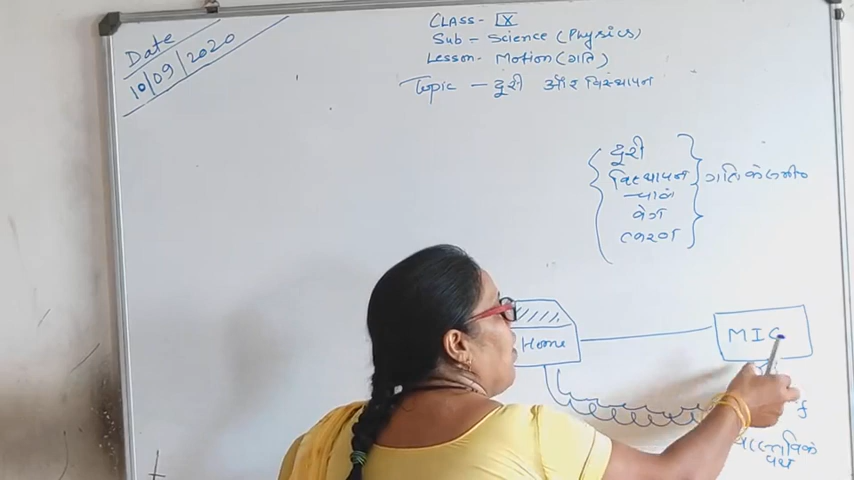 Date
10/09/2020
CLASS- IX
Sub - Science (Physics)
Lesson- Motion (गति)
Topic - दूरी और विस्थापन
दूरी
विस्थापन
चाल
वेग
त्वरण
गति के
Home
MIC
f
वास्तविक
पथ